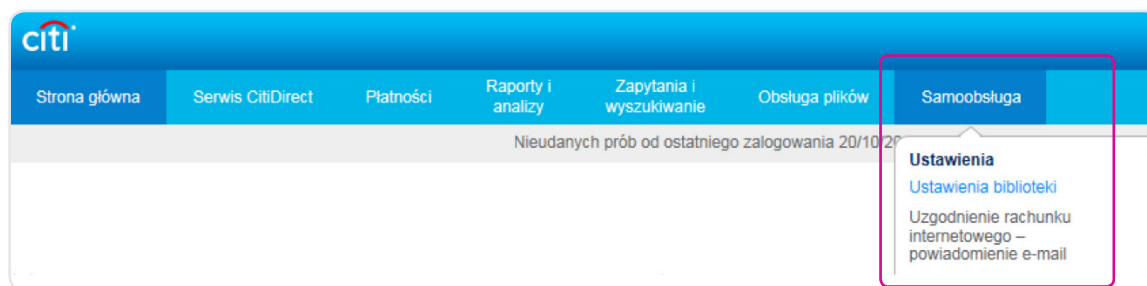 citi
Strona główna
Serwis CitiDirect
Płatności
Raporty i
analizy
Zapytania i
wyszukiwanie
Obsługa plików
Samoobsługa
Nieudanych prób od ostatniego zalogowania 20/10/20
Ustawienia
Ustawienia biblioteki
Uzgodnienie rachunku
internetowego –
powiadomienie e-mail